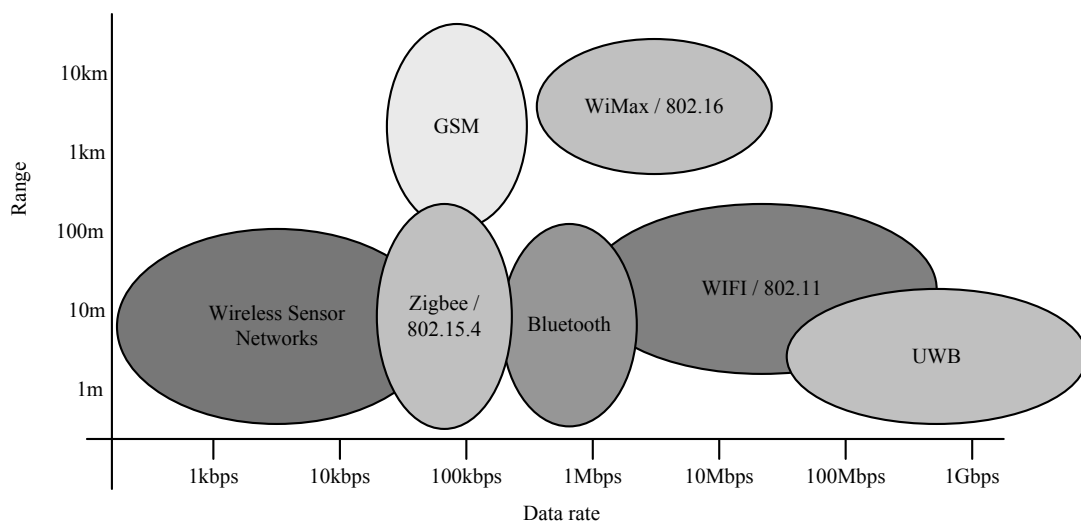 10km
1km
100m
10m
1m
Range
GSM
WiMax / 802.16
Wireless Sensor
Networks
Zigbee /
802.15.4
Bluetooth
WIFI / 802.11
UWB
1kbps
10kbps
100kbps
1Mbps
10Mbps
100Mbps
1Gbps
Data rate